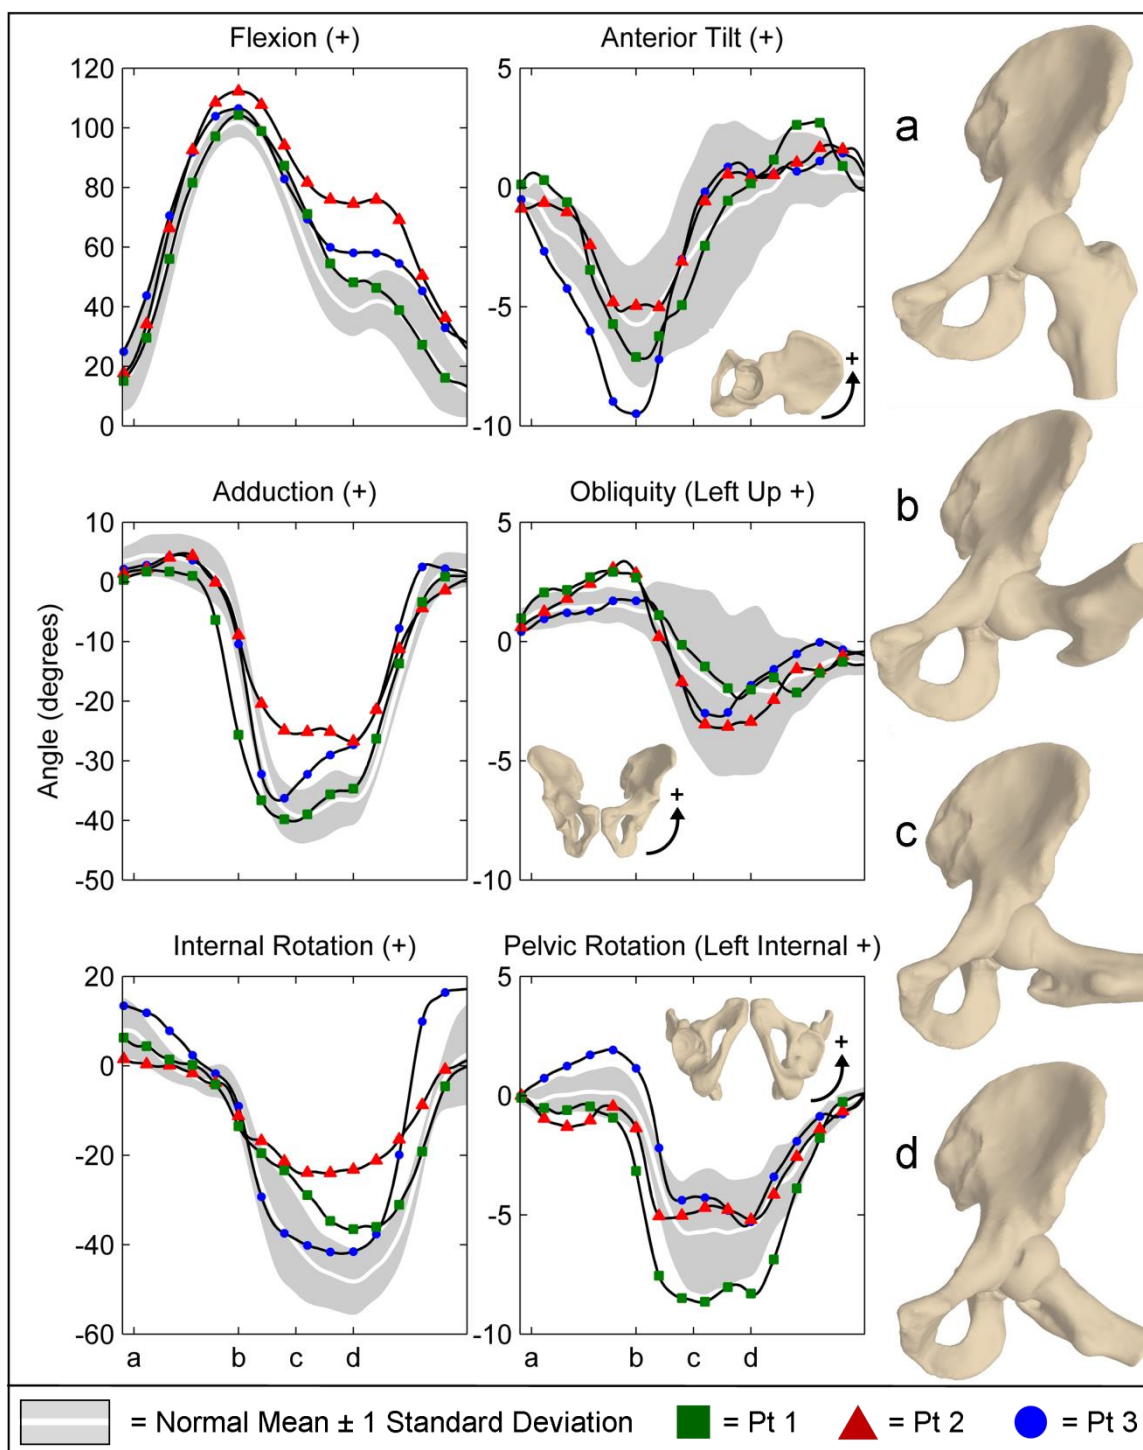 Flexion (+)
120
100
80
60
40
20
0
Anterior Tilt (+)
5
0
-5
-10
+
a
Adduction (+)
10
0
-10
-20
-30
-40
-50
Angle (degrees)
Obliquity (Left Up +)
5
0
-5
-10
+
b
c
Internal Rotation (+)
20
0
-20
-40
-60
a b c d
Pelvic Rotation (Left Internal +)
5
0
-5
-10
+
a b c d
d
= Normal Mean ± 1 Standard Deviation = Pt 1 = Pt 2 = Pt 3